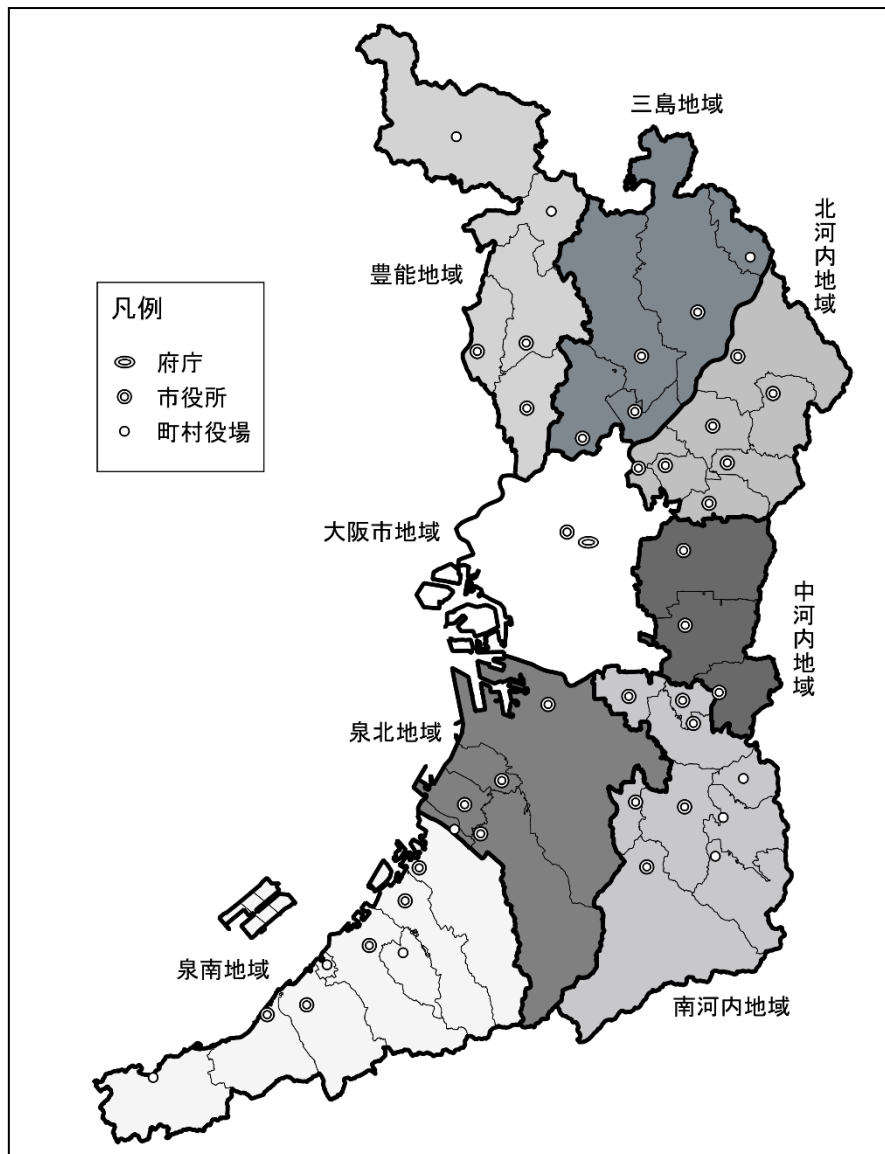 三島地域
北河内地域
豊能地域
凡例
府庁
市役所
町村役場
大阪市地域
中河内地域
泉北地域
泉南地域
南河内地域